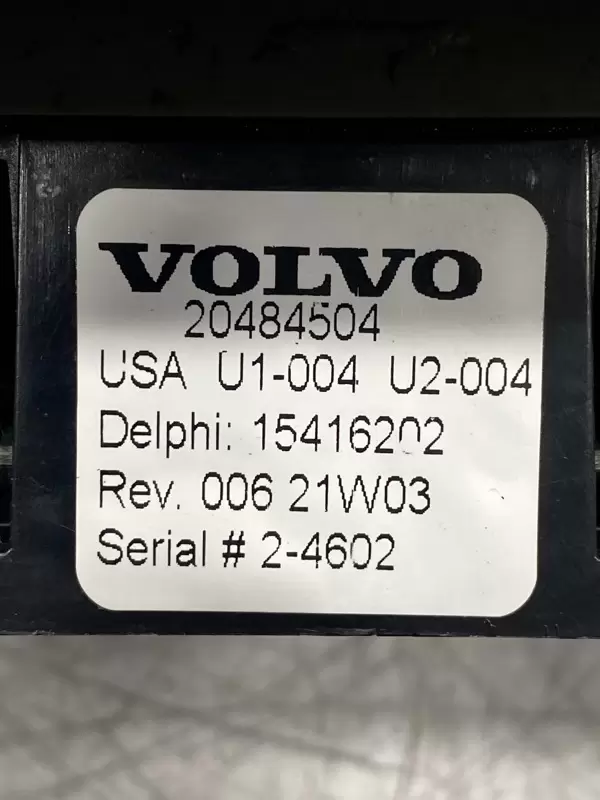 VOLVO
20484504
USA U1-004 U2-004
Delphi: 15416202
Rev. 006 21W03
Serial # 2-4602